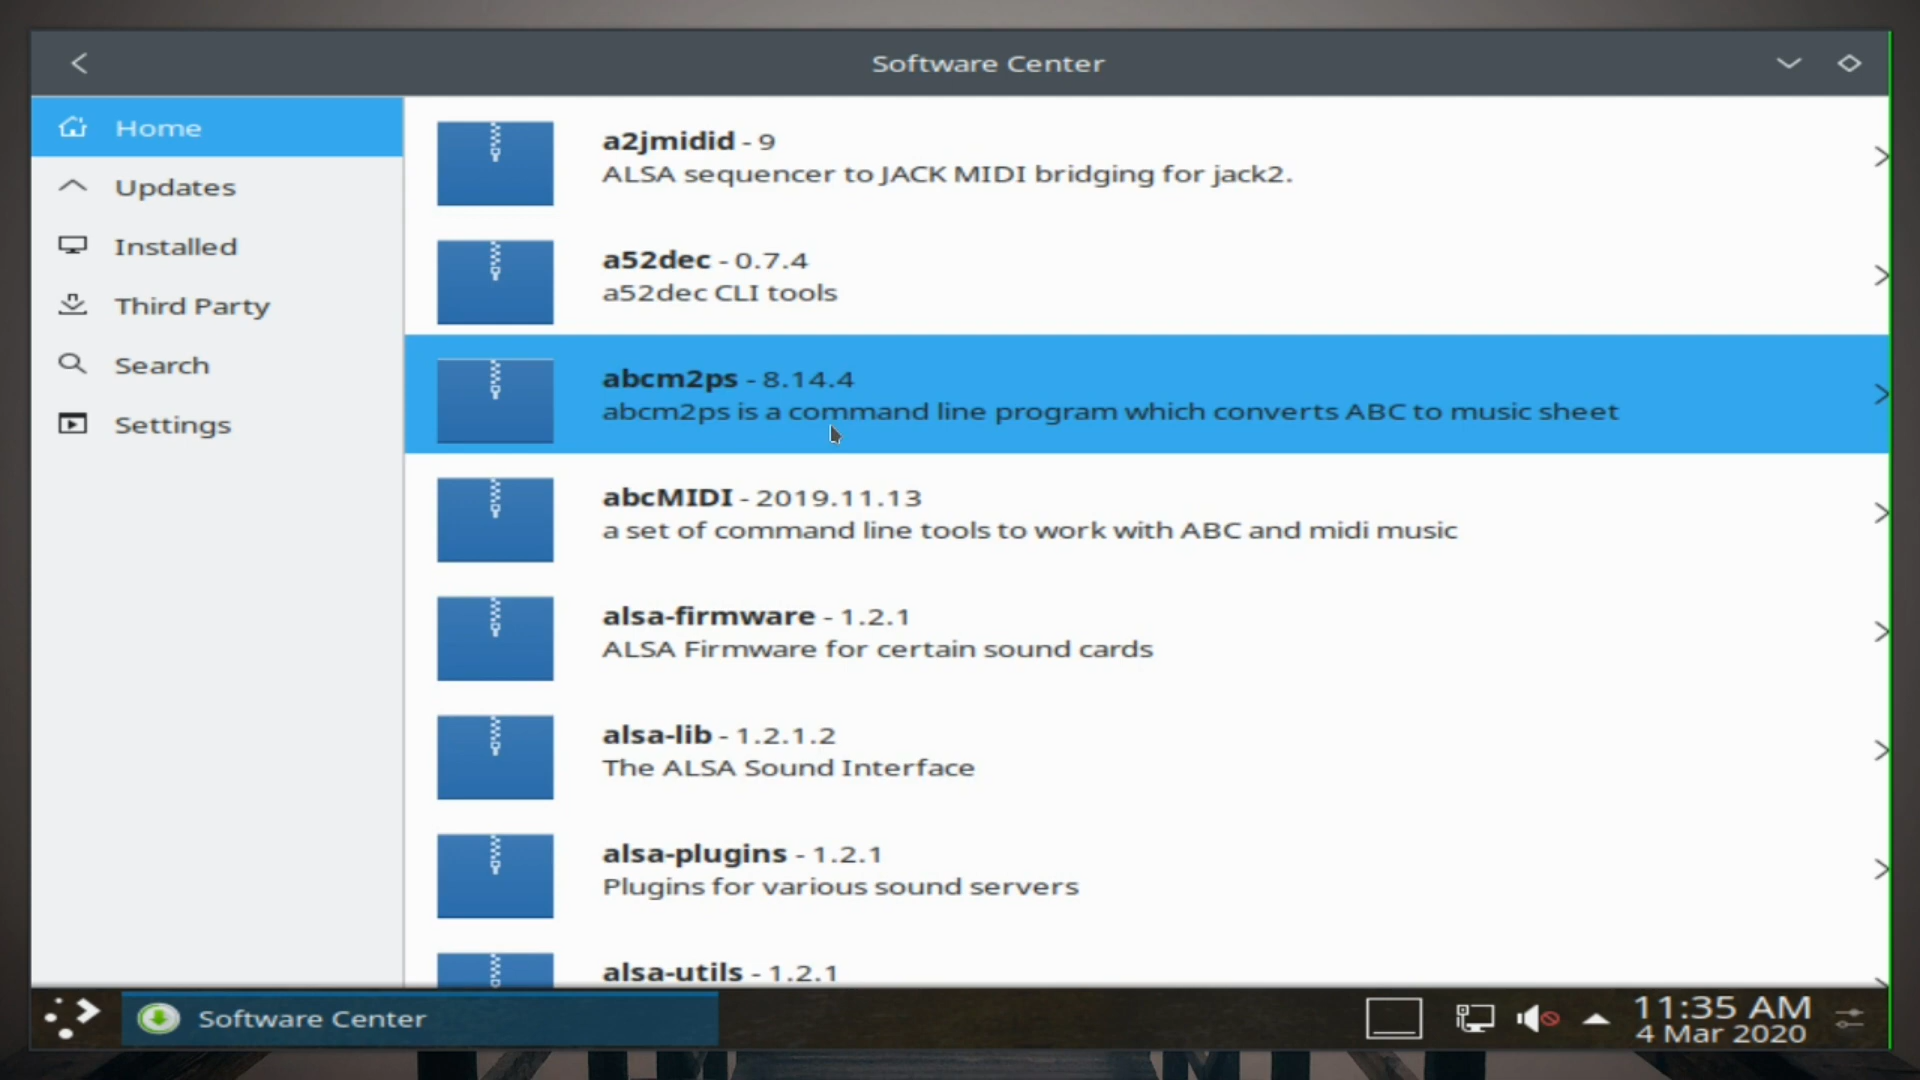 Software Center
Home
Updates
Installed
Third Party
Search
Settings
a2jmidid - 9
ALSA sequencer to JACK MIDI bridging for jack2.
a52dec - 0.7.4
a52dec CLI tools
abcm2ps - 8.14.4
abcm2ps is a command line program which converts ABC to music sheet
abcMIDI - 2019.11.13
a set of command line tools to work with ABC and midi music
alsa-firmware - 1.2.1
ALSA Firmware for certain sound cards
alsa-lib - 1.2.1.2
The ALSA Sound Interface
alsa-plugins - 1.2.1
Plugins for various sound servers
alsa-utils - 1.2.1
Software Center
11:35 AM
4 Mar 2020